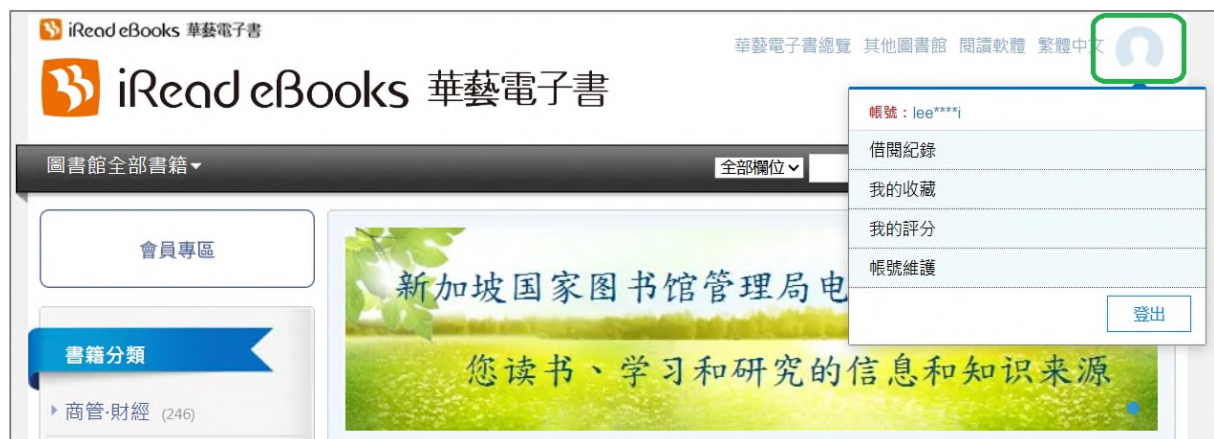 iRead eBooks 華藝電子書
華藝電子書總覽 其他圖書館 閱讀軟體 繁體中文
iRead eBooks 華藝電子書
帳號：lee****i
借閱紀錄
我的收藏
我的評分
帳號維護
登出
圖書館全部書籍
全部欄位
會員專區
新加坡国家图书馆管理局电
您读书、学习和研究的信息和知识来源
書籍分類
商管·財經 (246)